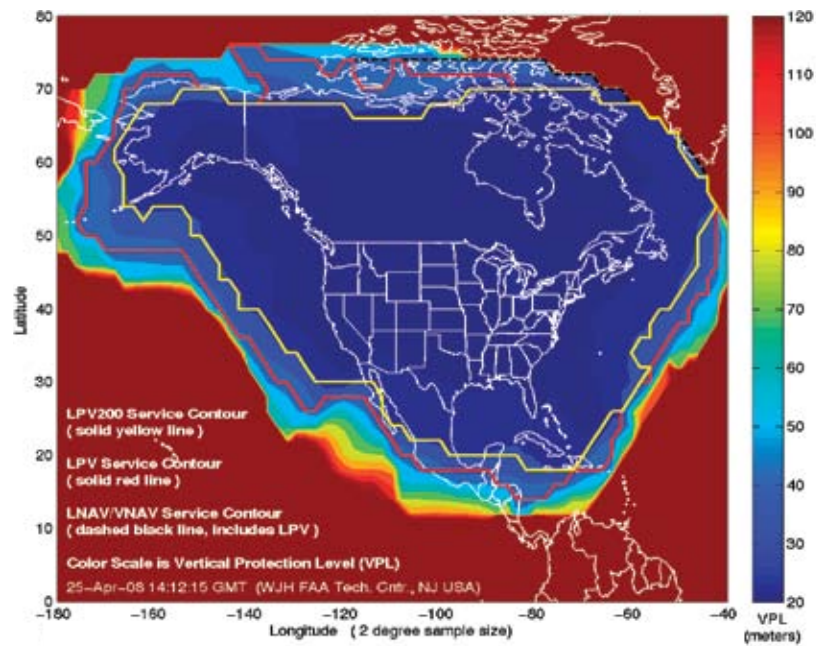 80
70
60
50
40
30
20
10
0
Latitude
LPV200 Service Contour
( solid yellow line )
LPV Service Contour
(solid red line )
LNAV/VNAV Service Contour
( dashed black line, includes LPV )
Color Scale is Vertical Protection Level (VPL)
25-Apr-08 14:12:15 GMT (WJH FAA Tech. Cntr., NJ USA)
-180 -160 -140 -120 -100 -80 -60 -40
Longitude ( 2 degree sample size)
120
110
100
90
80
70
60
50
40
30
20
VPL
(meters)